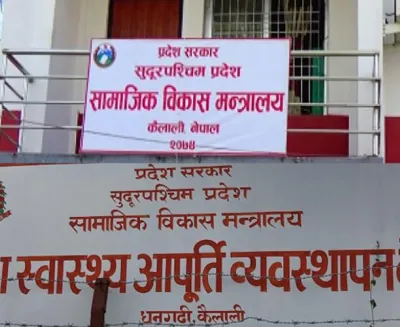 प्रदेश सरकार
सुदूरपश्चिम प्रदेश
सामाजिक विकास मन्त्रालय
कैलाली, नेपाल
२०७४
प्रदेश सरकार
सुदूरपश्चिम प्रदेश
सामाजिक विकास मन्त्रालय
स्वास्थ्य आपूर्ति व्यवस्थापन
धनगढी, कैलाली